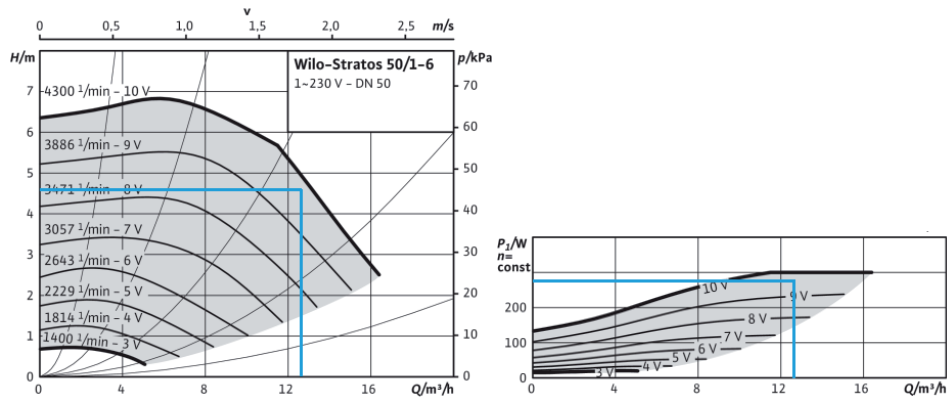 v
0 0,5 1,0 1,5 2,0 2,5 m/s
H/m p/kPa
Wilo-Stratos 50/1-6
1~230 V - DN 50
7 6 5 4 3 2 1 0
70 60 50 40 30 20 10 0
4300 1/min - 10 V
3886 1/min - 9 V
3471 1/min - 8 V
3057 1/min - 7 V
2643 1/min - 6 V
2229 1/min - 5 V
1814 1/min - 4 V
1400 1/min - 3 V
0 4 8 12 16 Q/m³/h
P1/W
n=
const
200
100
0
10 V
9 V
8 V
7 V
6 V
5 V
4 V
3 V
0 4 8 12 16 Q/m³/h